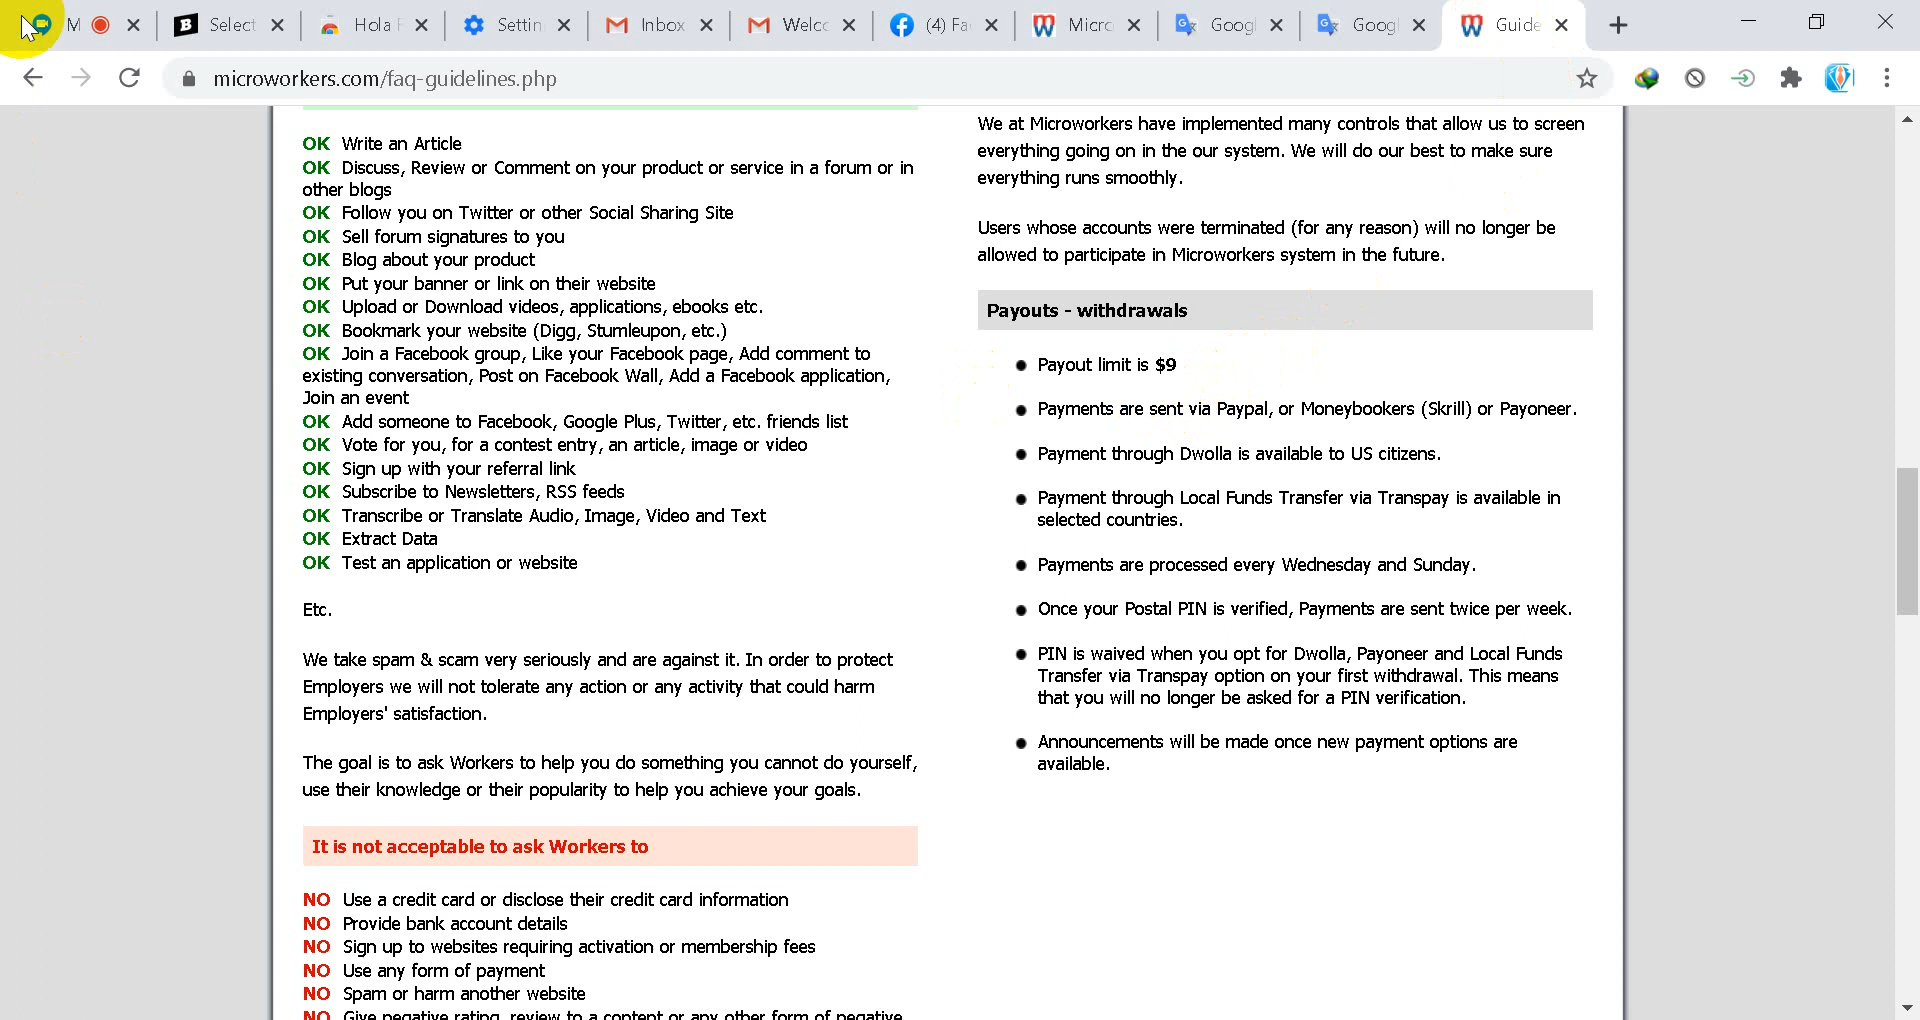 M
Select
Hola
Settin
Inbox
Welc
(4) Fa
Micro
Googl
Googl
Guide
microworkers.com/faq-guidelines.php
OK Write an Article
OK Discuss, Review or Comment on your product or service in a forum or in
other blogs
OK Follow you on Twitter or other Social Sharing Site
OK Sell forum signatures to you
OK Blog about your product
OK Put your banner or link on their website
OK Upload or Download videos, applications, ebooks etc.
OK Bookmark your website (Digg, Stumleupon, etc.)
OK Join a Facebook group, Like your Facebook page, Add comment to
existing conversation, Post on Facebook Wall, Add a Facebook application,
Join an event
OK Add someone to Facebook, Google Plus, Twitter, etc. friends list
OK Vote for you, for a contest entry, an article, image or video
OK Sign up with your referral link
OK Subscribe to Newsletters, RSS feeds
OK Transcribe or Translate Audio, Image, Video and Text
OK Extract Data
OK Test an application or website
Etc.
We take spam & scam very seriously and are against it. In order to protect
Employers we will not tolerate any action or any activity that could harm
Employers' satisfaction.
The goal is to ask Workers to help you do something you cannot do yourself,
use their knowledge or their popularity to help you achieve your goals.
It is not acceptable to ask Workers to
NO Use a credit card or disclose their credit card information
NO Provide bank account details
NO Sign up to websites requiring activation or membership fees
NO Use any form of payment
NO Spam or harm another website
NO Give negative rating, review to a content or any other form of negative
We at Microworkers have implemented many controls that allow us to screen
everything going on in the our system. We will do our best to make sure
everything runs smoothly.
Users whose accounts were terminated (for any reason) will no longer be
allowed to participate in Microworkers system in the future.
Payouts - withdrawals
Payout limit is $9
Payments are sent via Paypal, or Moneybookers (Skrill) or Payoneer.
Payment through Dwolla is available to US citizens.
Payment through Local Funds Transfer via Transpay is available in
selected countries.
Payments are processed every Wednesday and Sunday.
Once your Postal PIN is verified, Payments are sent twice per week.
PIN is waived when you opt for Dwolla, Payoneer and Local Funds
Transfer via Transpay option on your first withdrawal. This means
that you will no longer be asked for a PIN verification.
Announcements will be made once new payment options are
available.